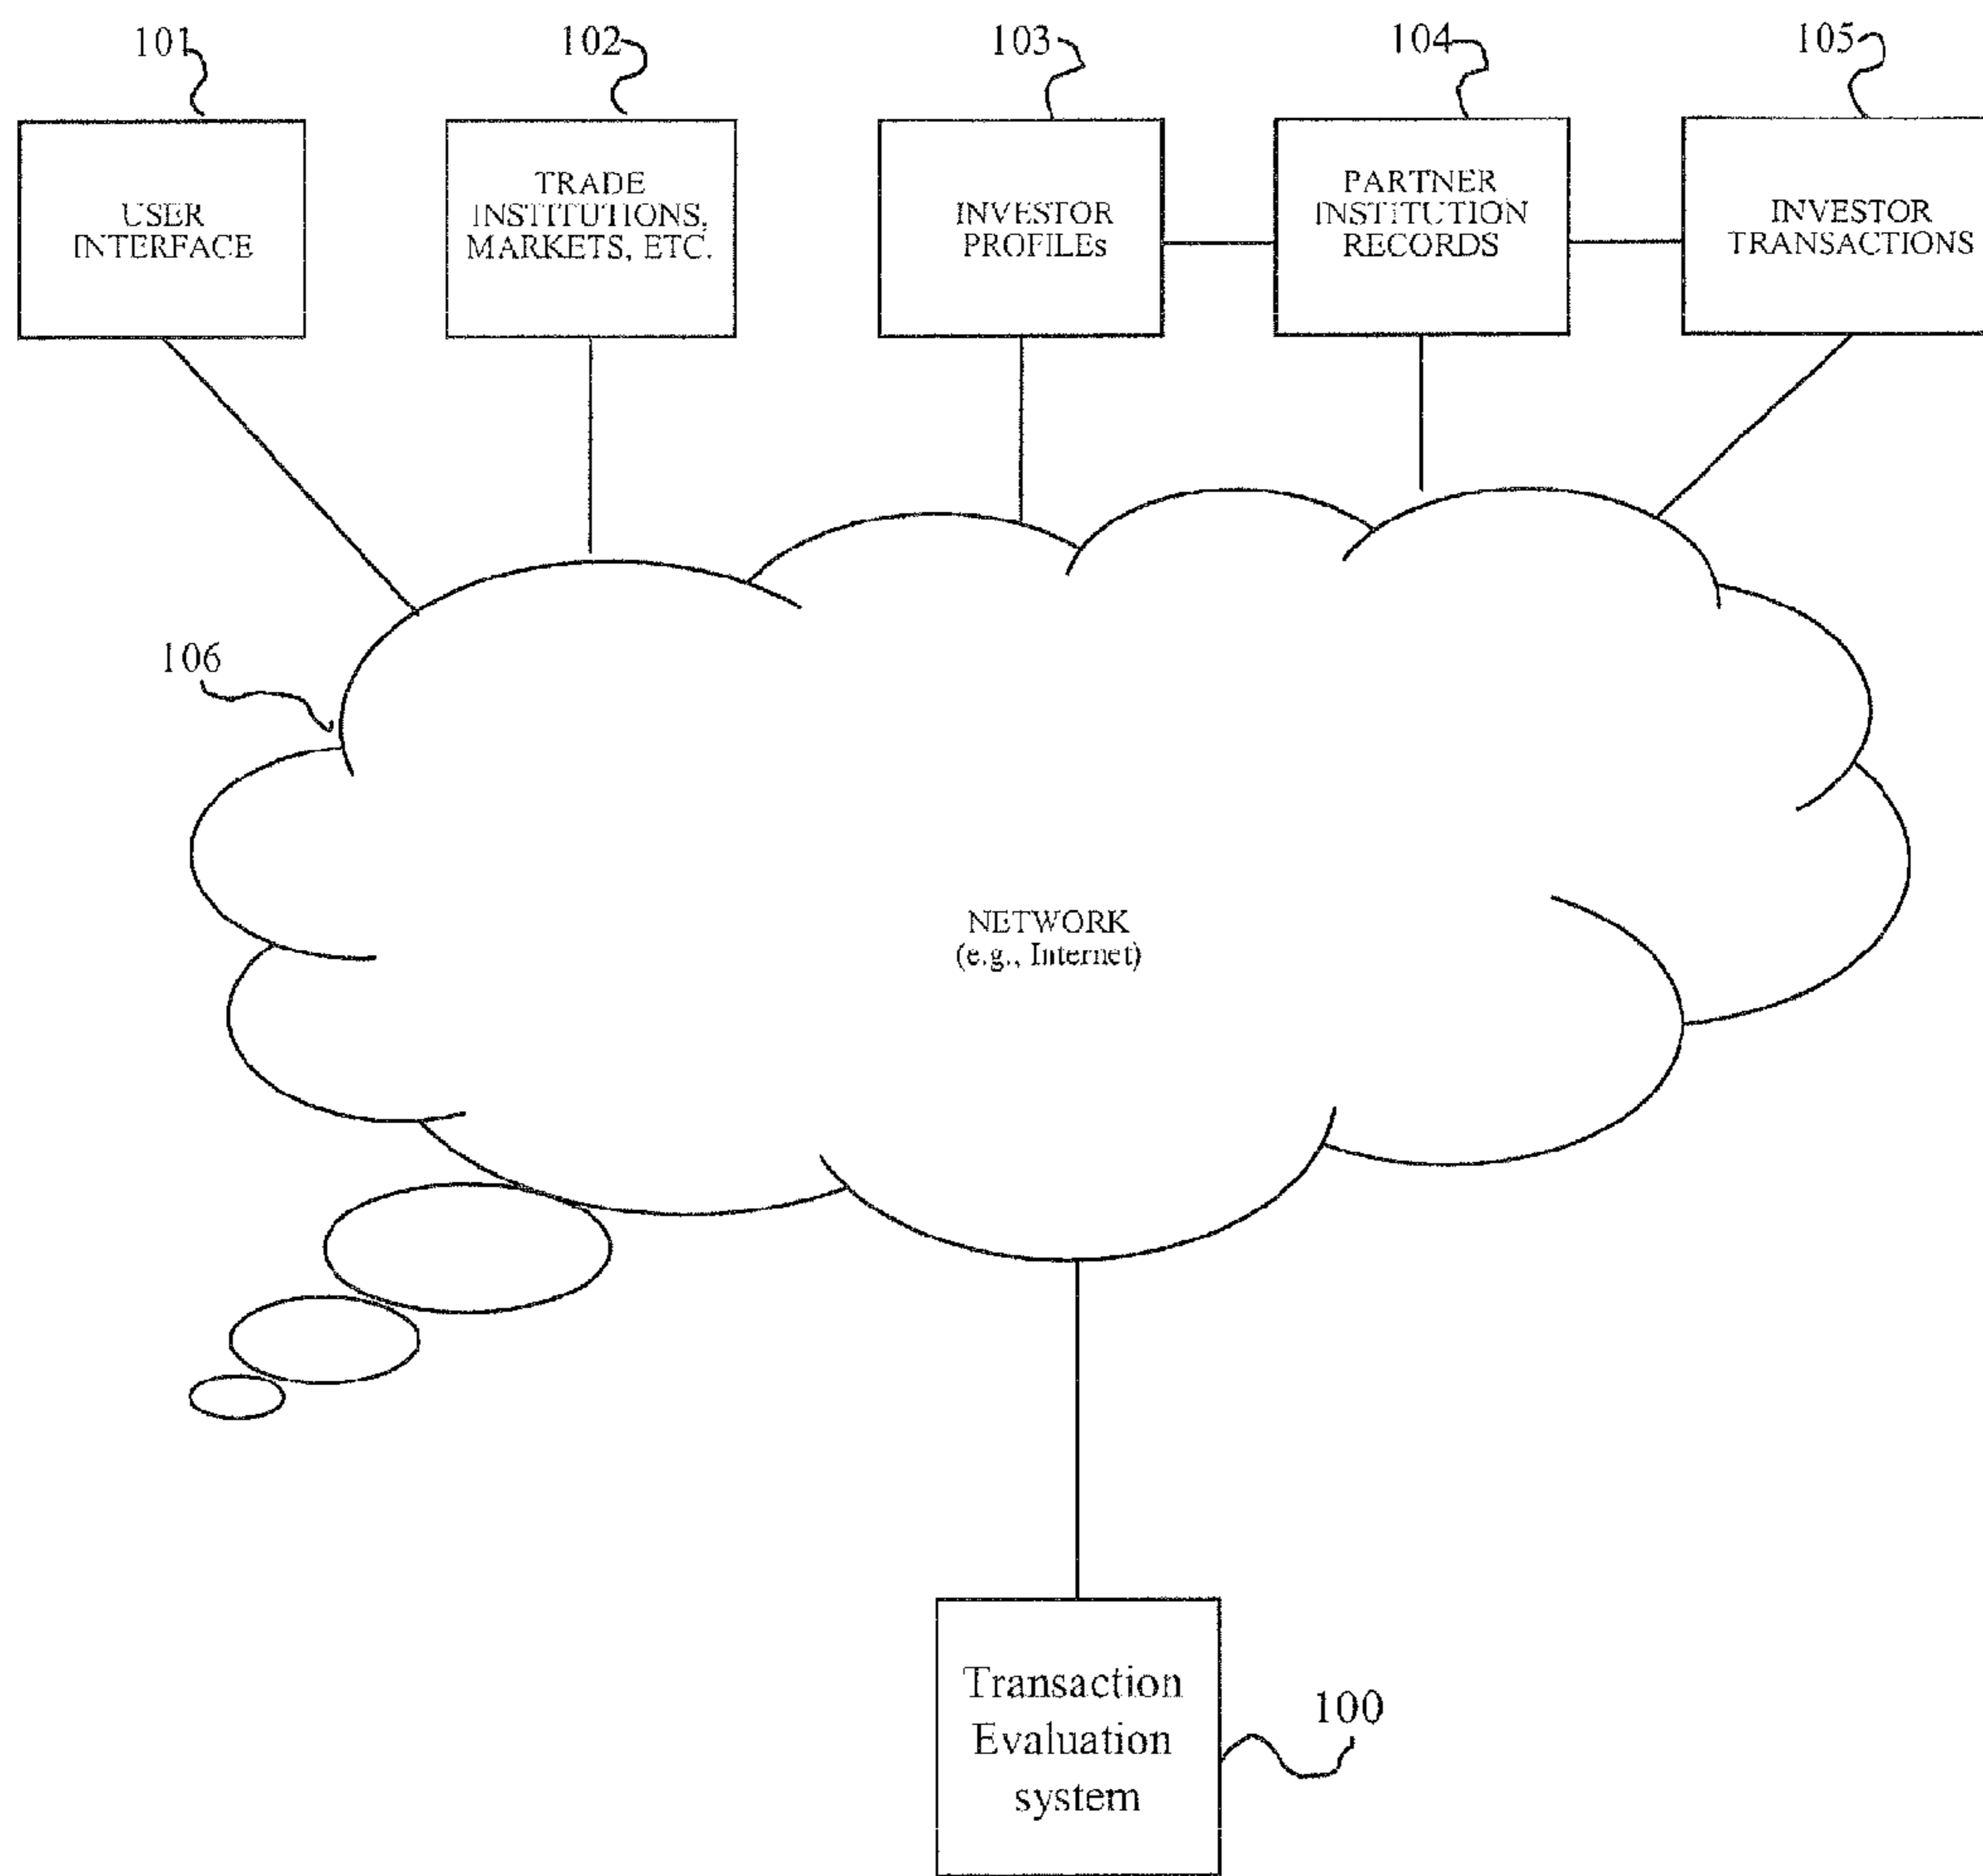 101
102
103
104
105
USER
INTERFACE
TRADE
INSTITUTIONS,
MARKETS, ETC.
INVESTOR
PROFILEs
PARTNER
INSTITUTION
RECORDS
INVESTOR
TRANSACTIONS
106
NETWORK
(e.g., Internet)
Transaction
Evaluation
system
100